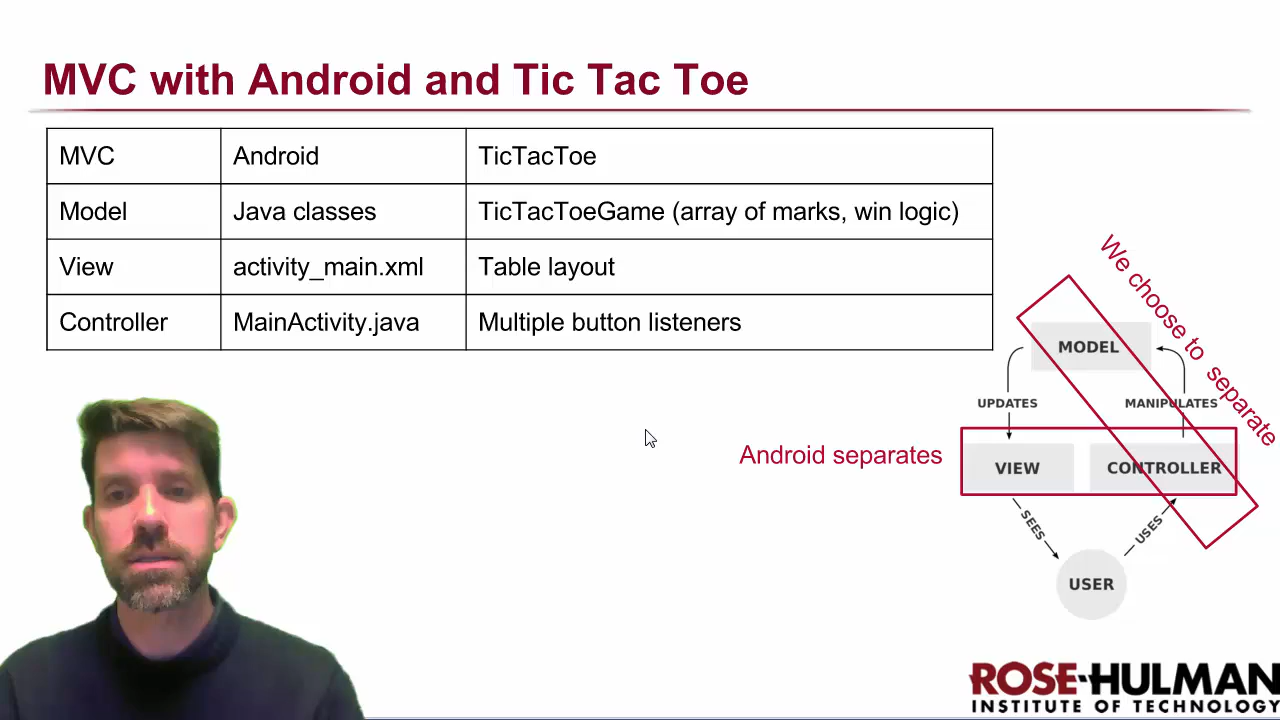 MVC with Android and Tic Tac Toe
MVC Android TicTacToe
Model Java classes TicTacToeGame (array of marks, win logic)
View activity_main.xml Table layout
Controller MainActivity.java Multiple button listeners
We choose to separate
MODEL
UPDATES MANIPULATES
Android separates
VIEW CONTROLLER
SEES USES
USER
ROSE-HULMAN
INSTITUTE OF TECHNOLOGY